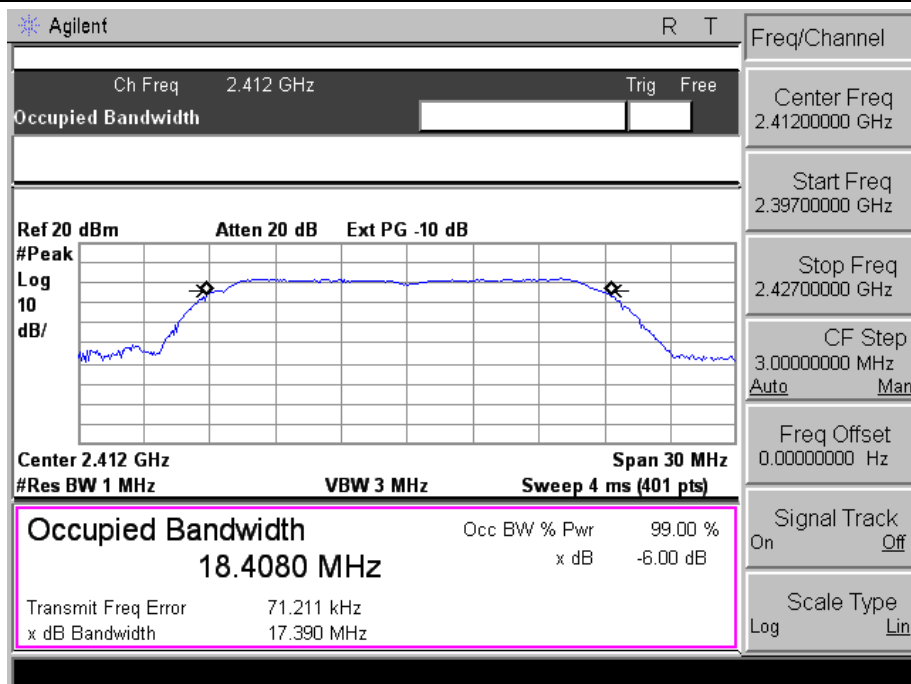 Agilent R T
Ch Freq 2.412 GHz Trig Free
Occupied Bandwidth
Ref 20 dBm Atten 20 dB Ext PG -10 dB
#Peak
Log
10
dB/
Center 2.412 GHz Span 30 MHz
#Res BW 1 MHz VBW 3 MHz Sweep 4 ms (401 pts)
Occupied Bandwidth
18.4080 MHz
Occ BW % Pwr 99.00 %
x dB -6.00 dB
Transmit Freq Error 71.211 kHz
x dB Bandwidth 17.390 MHz
Freq/Channel
Center Freq
2.41200000 GHz
Start Freq
2.39700000 GHz
Stop Freq
2.42700000 GHz
CF Step
3.00000000 MHz
Auto Man
Freq Offset
0.00000000 Hz
Signal Track
On Off
Scale Type
Log Lin